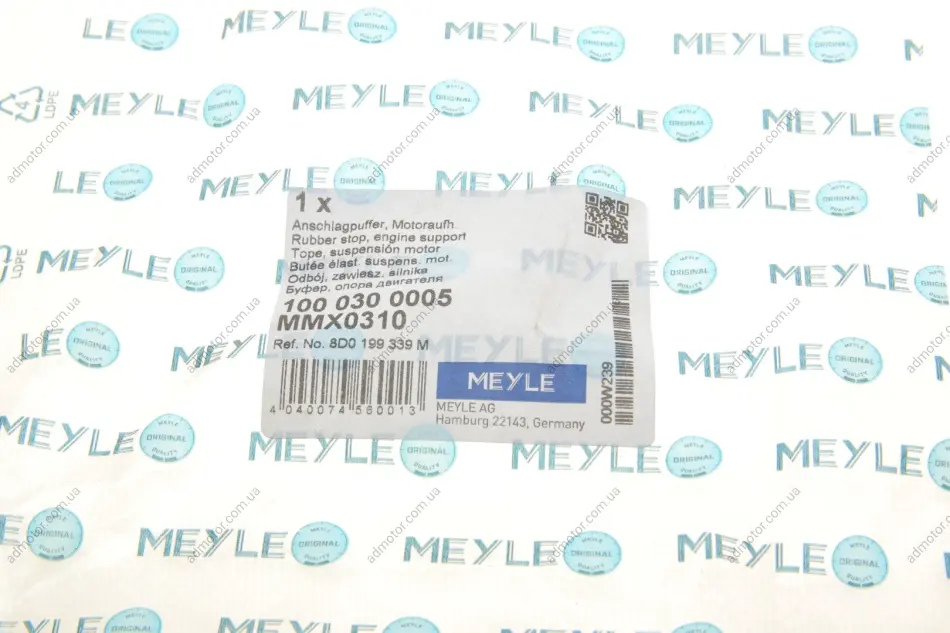 1 x
Anschlagpuffer, Motoraufh.
Rubber stop, engine support
Tope, suspensión motor
Butée élast. suspens. mot.
Odbój, zawiesz. silnika
Буфер, опора двигателя
100 030 0005
MMX0310
Ref. No. 8D0 199 339 M
4 040074 560013
MEYLE
MEYLE AG
Hamburg 22143, Germany
000W239
MEYLE
MEYLE
ORIGINAL
QUALITY
4
LDPE
admotor.com.ua